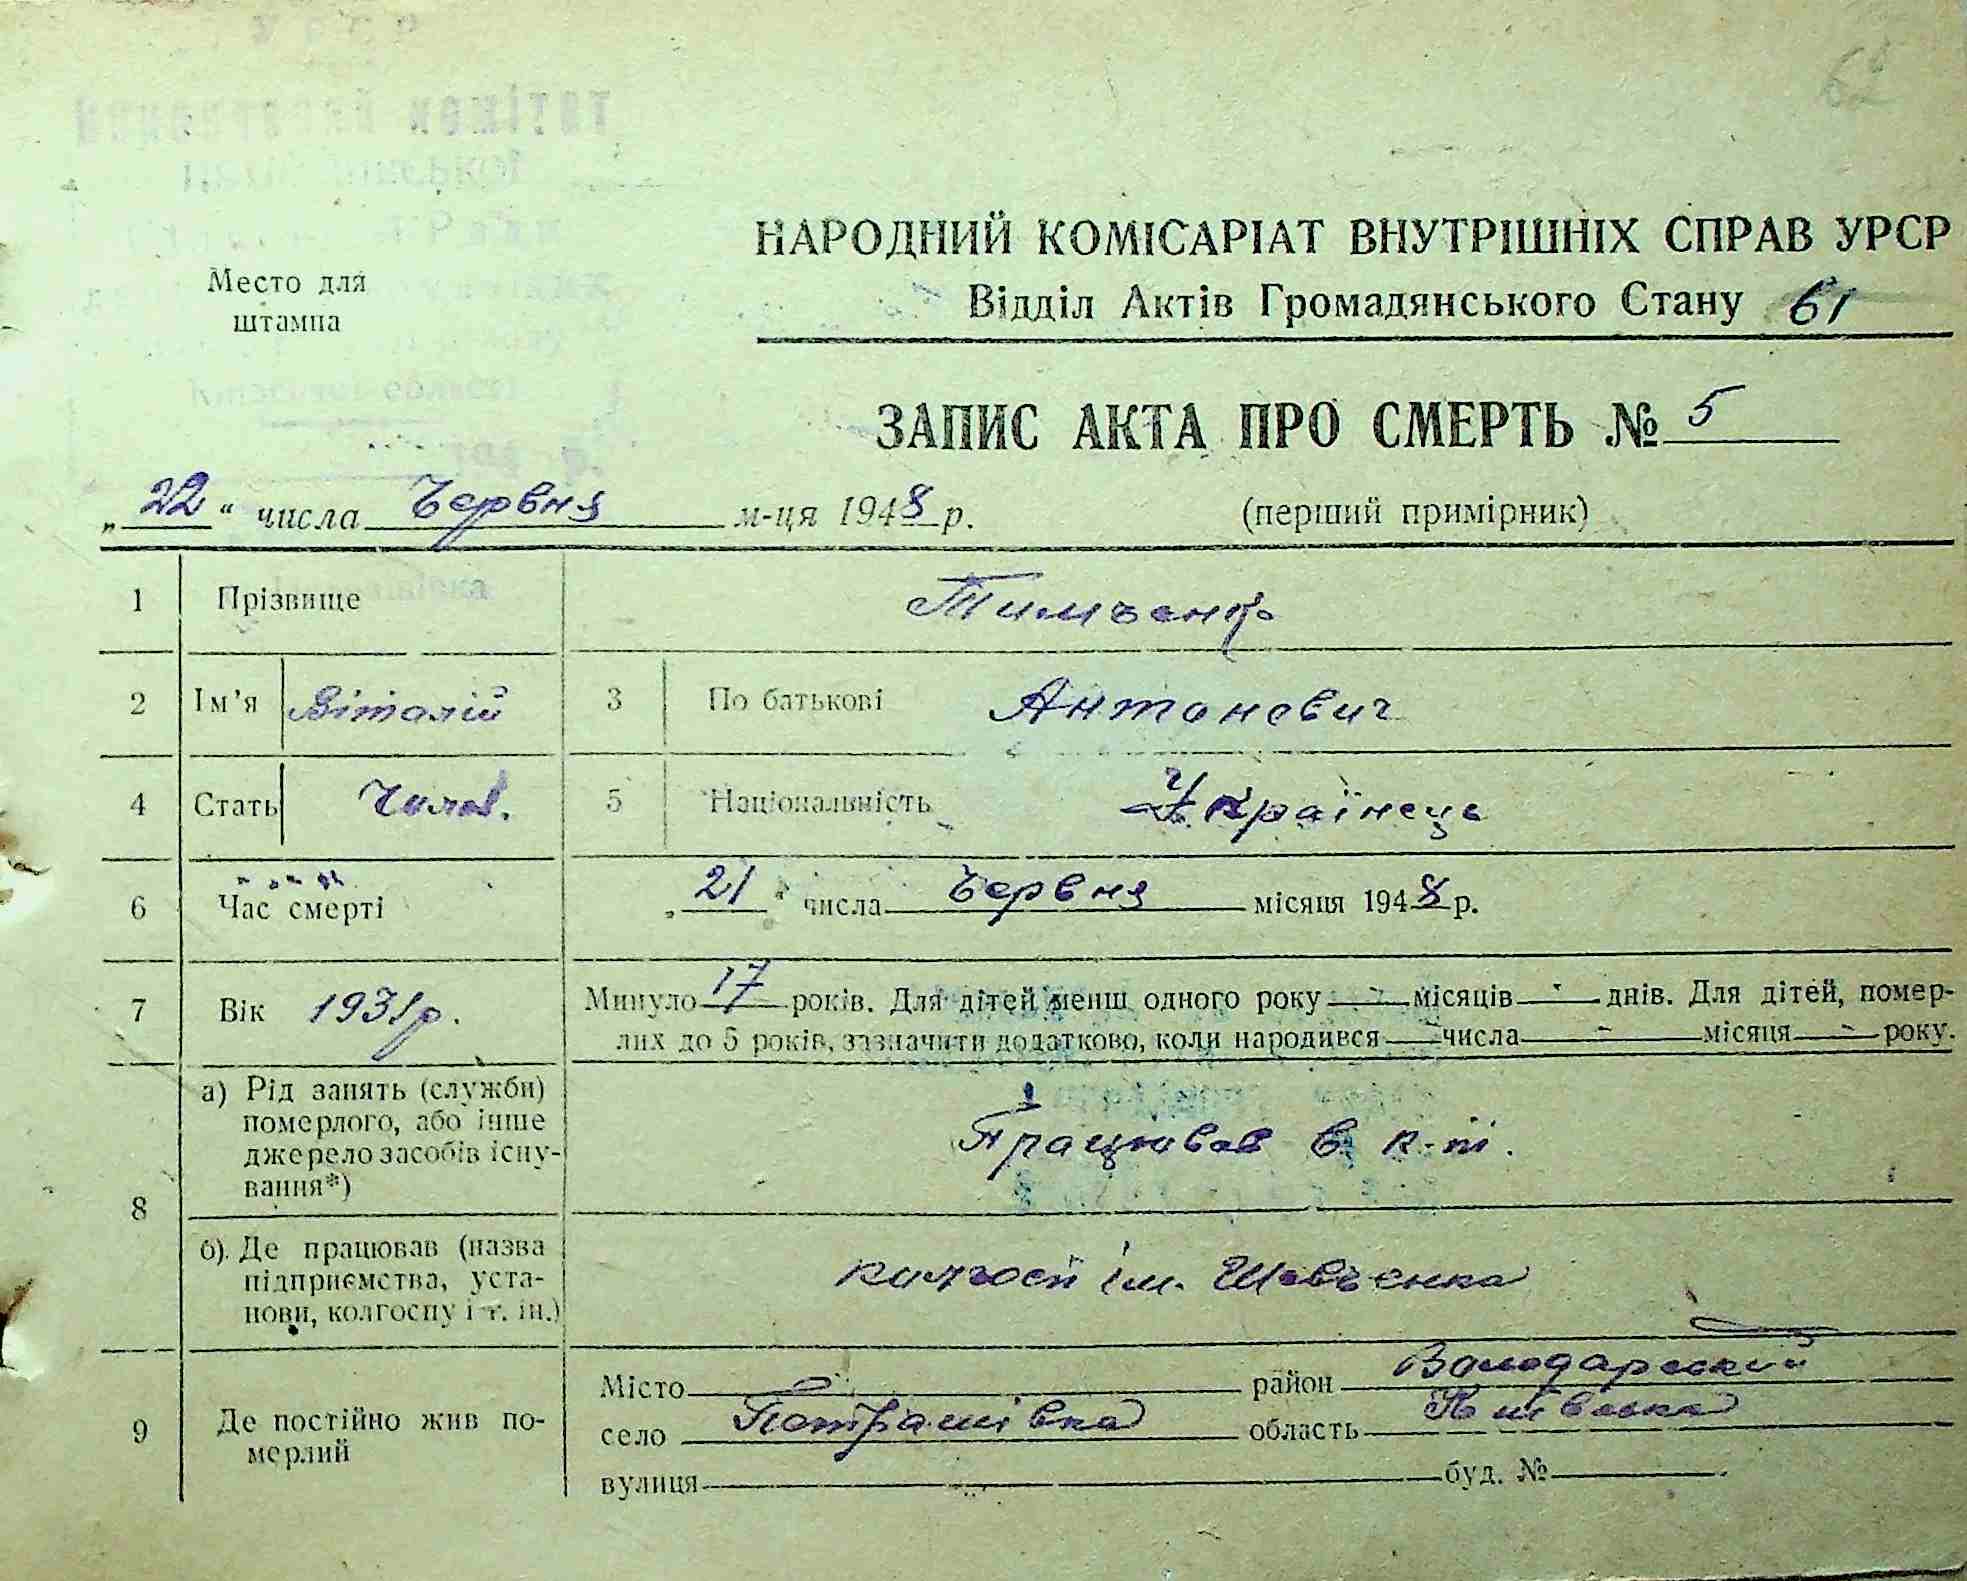 62
НАРОДНИЙ КОМІСАРІАТ ВНУТРІШНІХ СПРАВ УРСР
Место для штампа
Відділ Актів Громадянського Стану 61
ЗАПИС АКТА ПРО СМЕРТЬ № 5
„22“ числа Червня м-ця 1948 р. (перший примірник)
1 Прізвище Тимченко
2 Ім'я Віталій 3 По батькові Антонович
4 Стать Чолов. 5 Національність Українець
6 Час смерті „21“ числа Червня місяця 1948 р.
7 Вік 1931 р. Минуло 17 років. Для дітей менш одного року - місяців - днів. Для дітей, помер-
лих до 5 років, зазначити додатково, коли народився - числа - місяця - року.
8 а) Рід занять (служби)
померлого, або інше
джерело засобів існу-
вання*)
Працював в к-пі.
б). Де працював (назва
підприємства, уста-
нови, колгоспу і т. ін.)
колгосп ім. Шевченка
9 Де постійно жив по-
мерлий
Місто район Володарський
село Петрашівка область Київська
вулиця буд. №